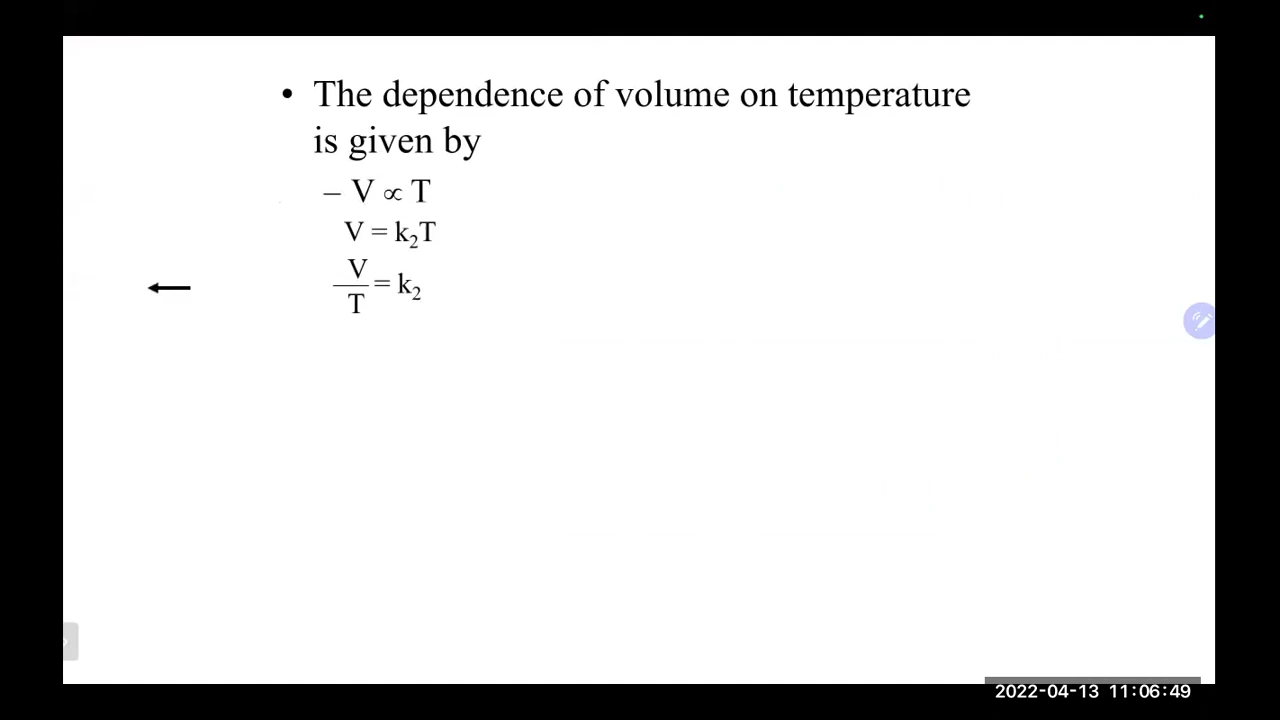 • The dependence of volume on temperature
is given by
– V ∝ T
V = k₂T
V
— = k₂
T
2022-04-13 11:06:49